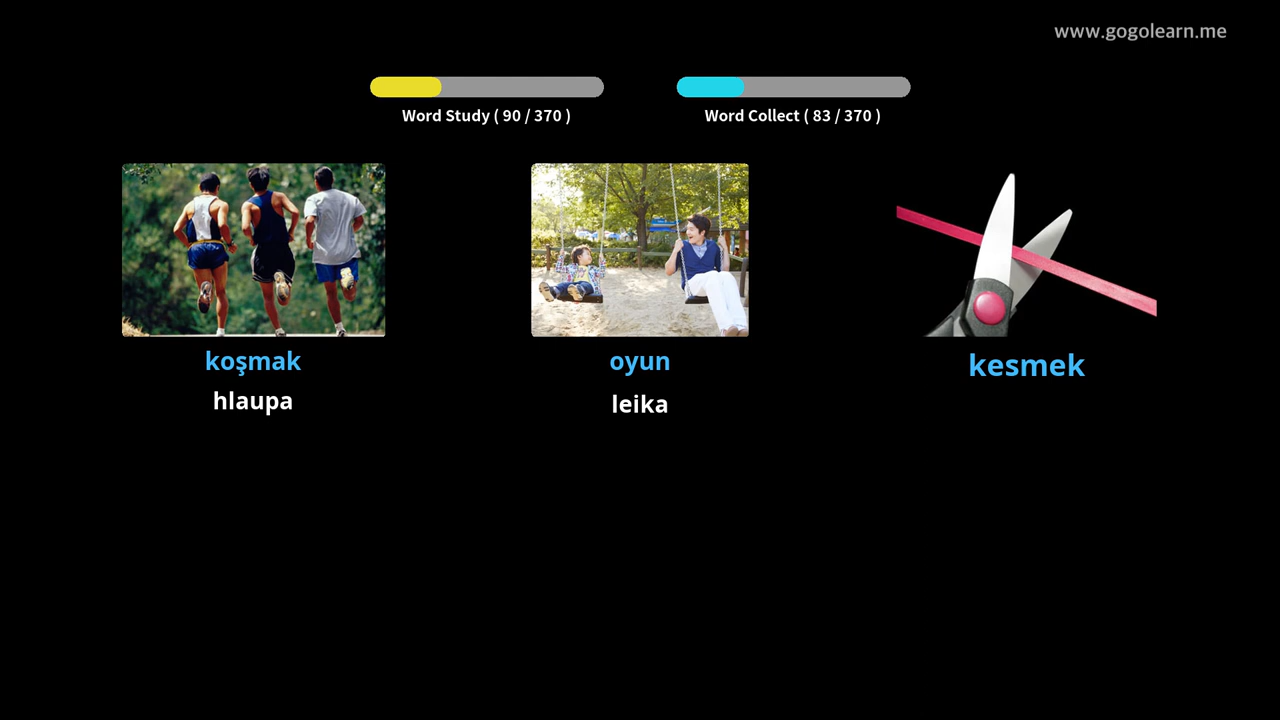 www.gogolearn.me
Word Study ( 90 / 370 )
Word Collect ( 83 / 370 )
koşmak
hlaupa
oyun
leika
kesmek